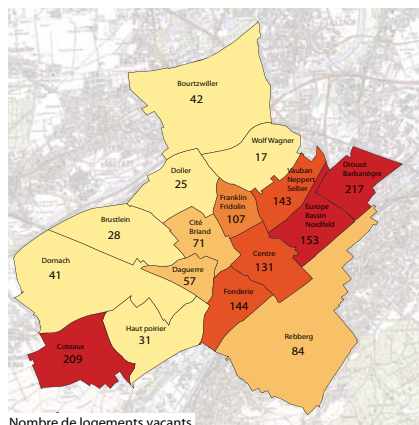 Bourtzwiller
42
Wolf Wagner
17
Drouot
Barbanègre
217
Vauban
Neppert
Sellier
143
Doller
25
Franklin
Fridolin
107
Europe
Bassin
Nordfeld
153
Brustlein
28
Cité
Briand
71
Centre
131
Dornach
41
Daguerre
57
Fonderie
144
Haut poirier
31
Rebberg
84
Coteaux
209
Nombre de logements vacants